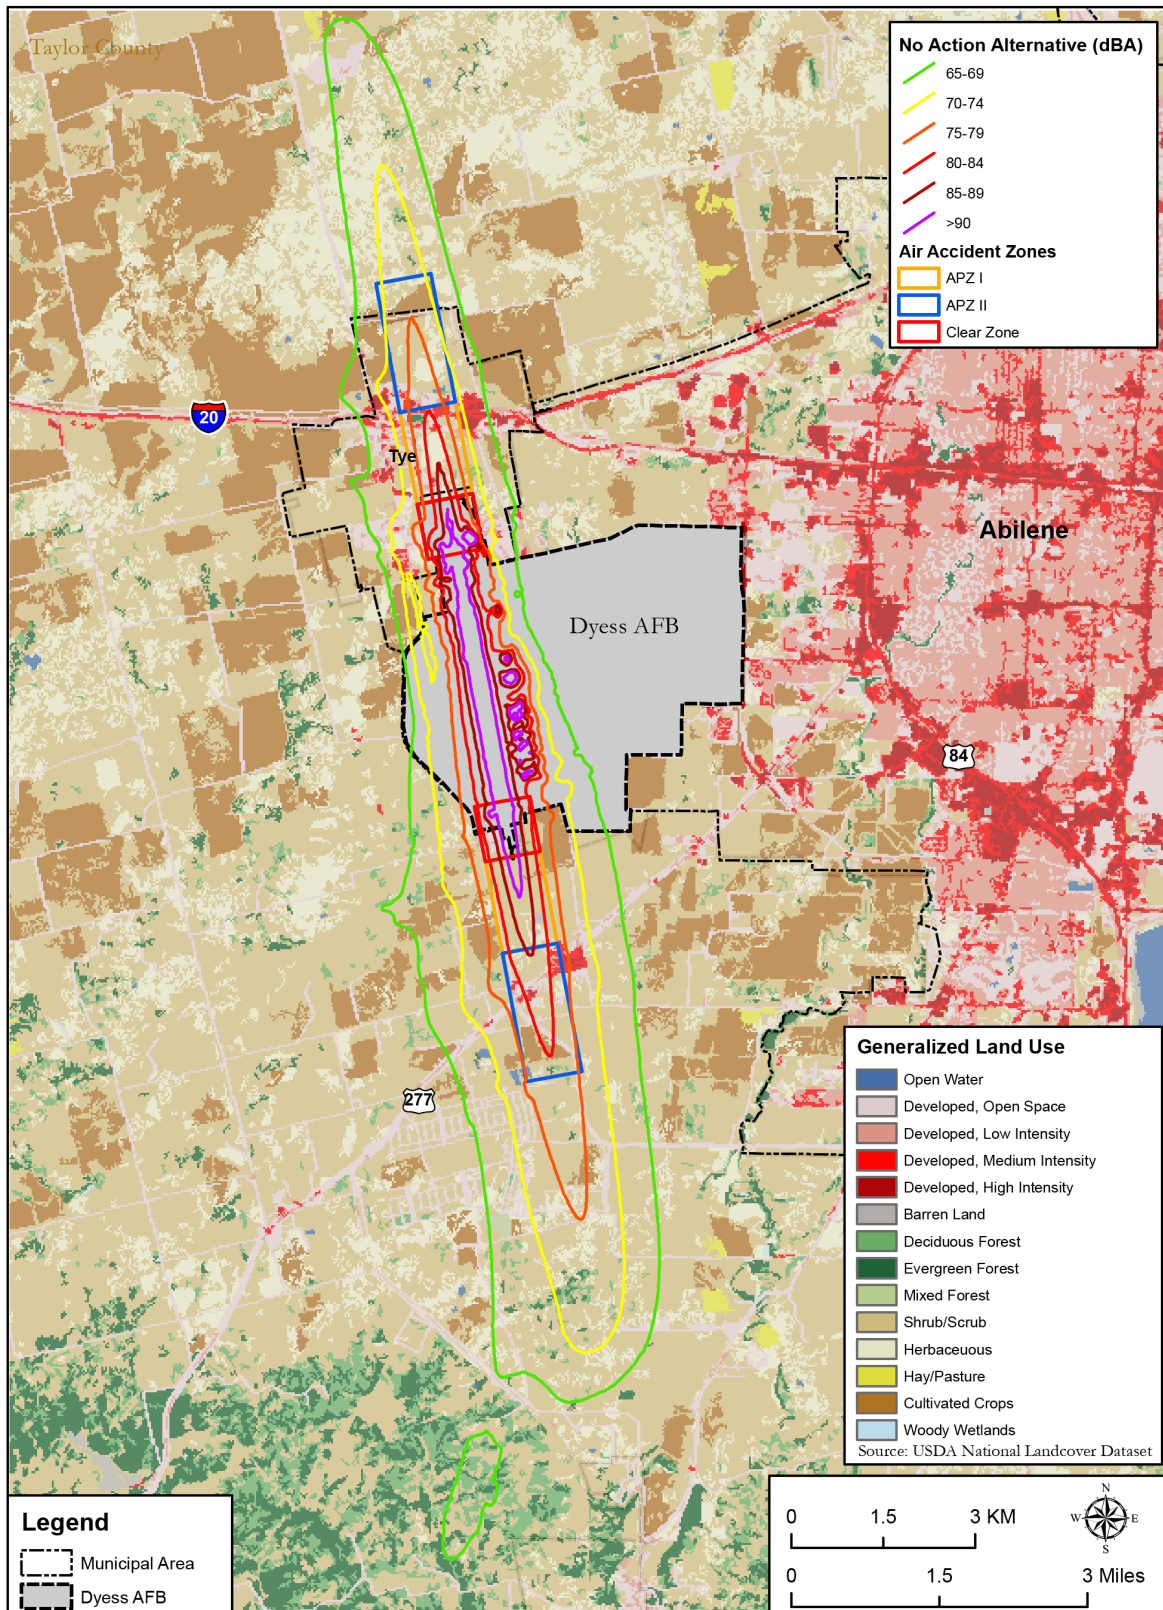 Taylor County
No Action Alternative (dBA)
65-69
70-74
75-79
80-84
85-89
>90
Air Accident Zones
APZ I
APZ II
Clear Zone
20
Tye
Abilene
Dyess AFB
84
277
Generalized Land Use
Open Water
Developed, Open Space
Developed, Low Intensity
Developed, Medium Intensity
Developed, High Intensity
Barren Land
Deciduous Forest
Evergreen Forest
Mixed Forest
Shrub/Scrub
Herbaceuous
Hay/Pasture
Cultivated Crops
Woody Wetlands
Source: USDA National Landcover Dataset
Legend
Municipal Area
Dyess AFB
0 1.5 3 KM
0 1.5 3 Miles
N
W E
S